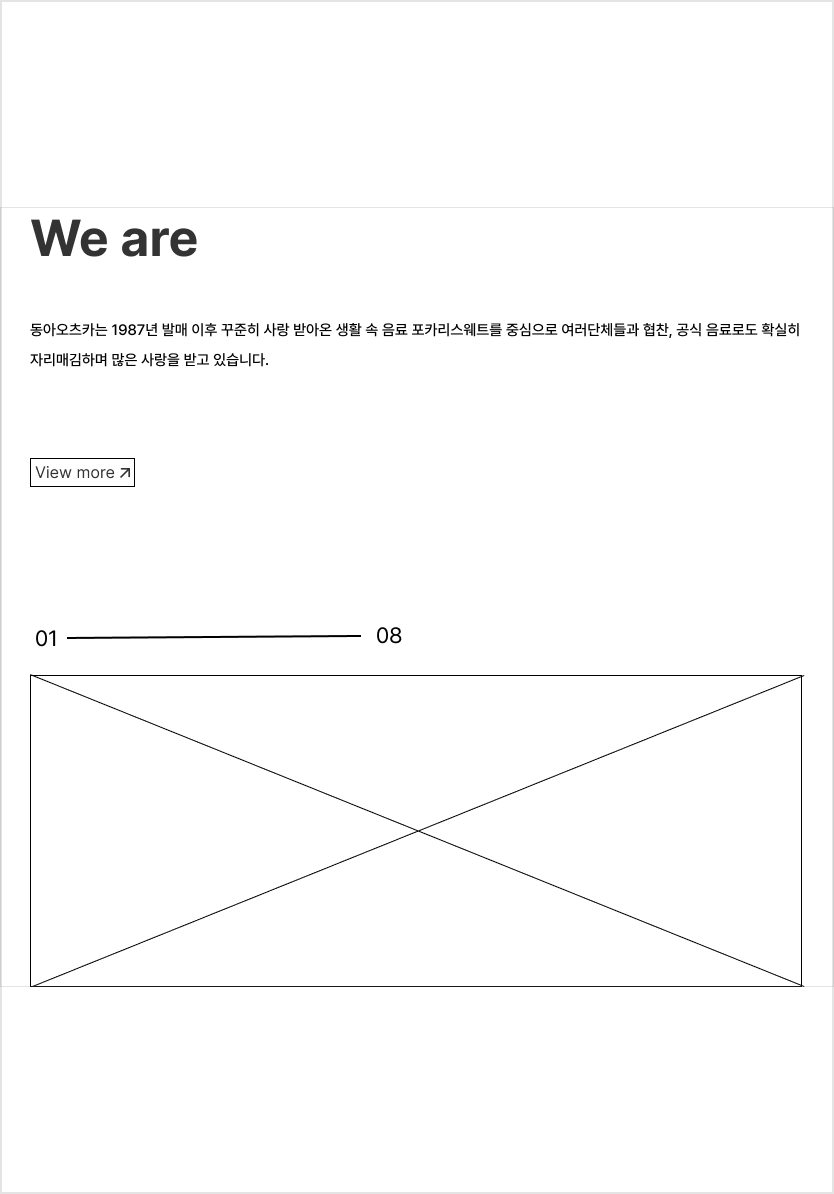 We are
동아오츠카는 1987년 발매 이후 꾸준히 사랑 받아온 생활 속 음료 포카리스웨트를 중심으로 여러단체들과 협찬, 공식 음료로도 확실히
자리매김하며 많은 사랑을 받고 있습니다.
View more
01
08